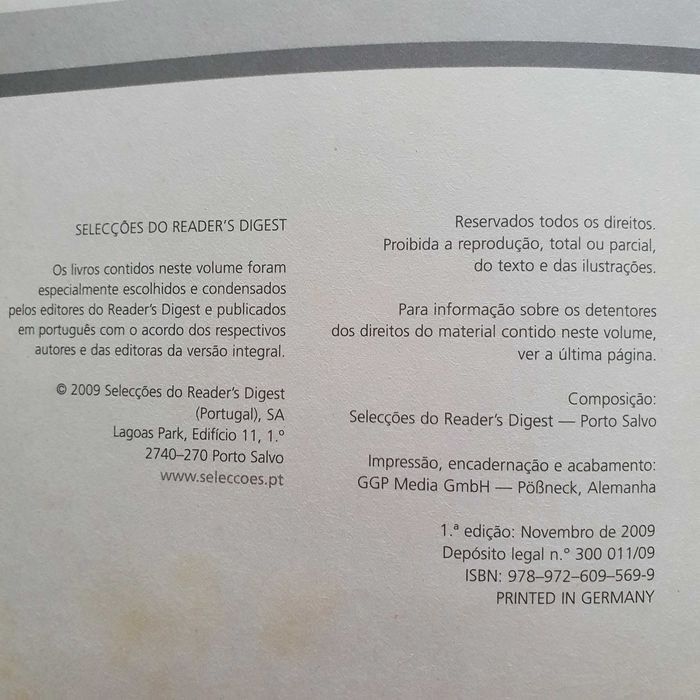 SELECÇÕES DO READER'S DIGEST
Os livros contidos neste volume foram
especialmente escolhidos e condensados
pelos editores do Reader's Digest e publicados
em português com o acordo dos respectivos
autores e das editoras da versão integral.
© 2009 Selecções do Reader's Digest
(Portugal), SA
Lagoas Park, Edifício 11, 1.º
2740–270 Porto Salvo
www.seleccoes.pt
Reservados todos os direitos.
Proibida a reprodução, total ou parcial,
do texto e das ilustrações.
Para informação sobre os detentores
dos direitos do material contido neste volume,
ver a última página.
Composição:
Selecções do Reader's Digest — Porto Salvo
Impressão, encadernação e acabamento:
GGP Media GmbH — Pößneck, Alemanha
1.ª edição: Novembro de 2009
Depósito legal n.º 300 011/09
ISBN: 978–972–609–569-9
PRINTED IN GERMANY